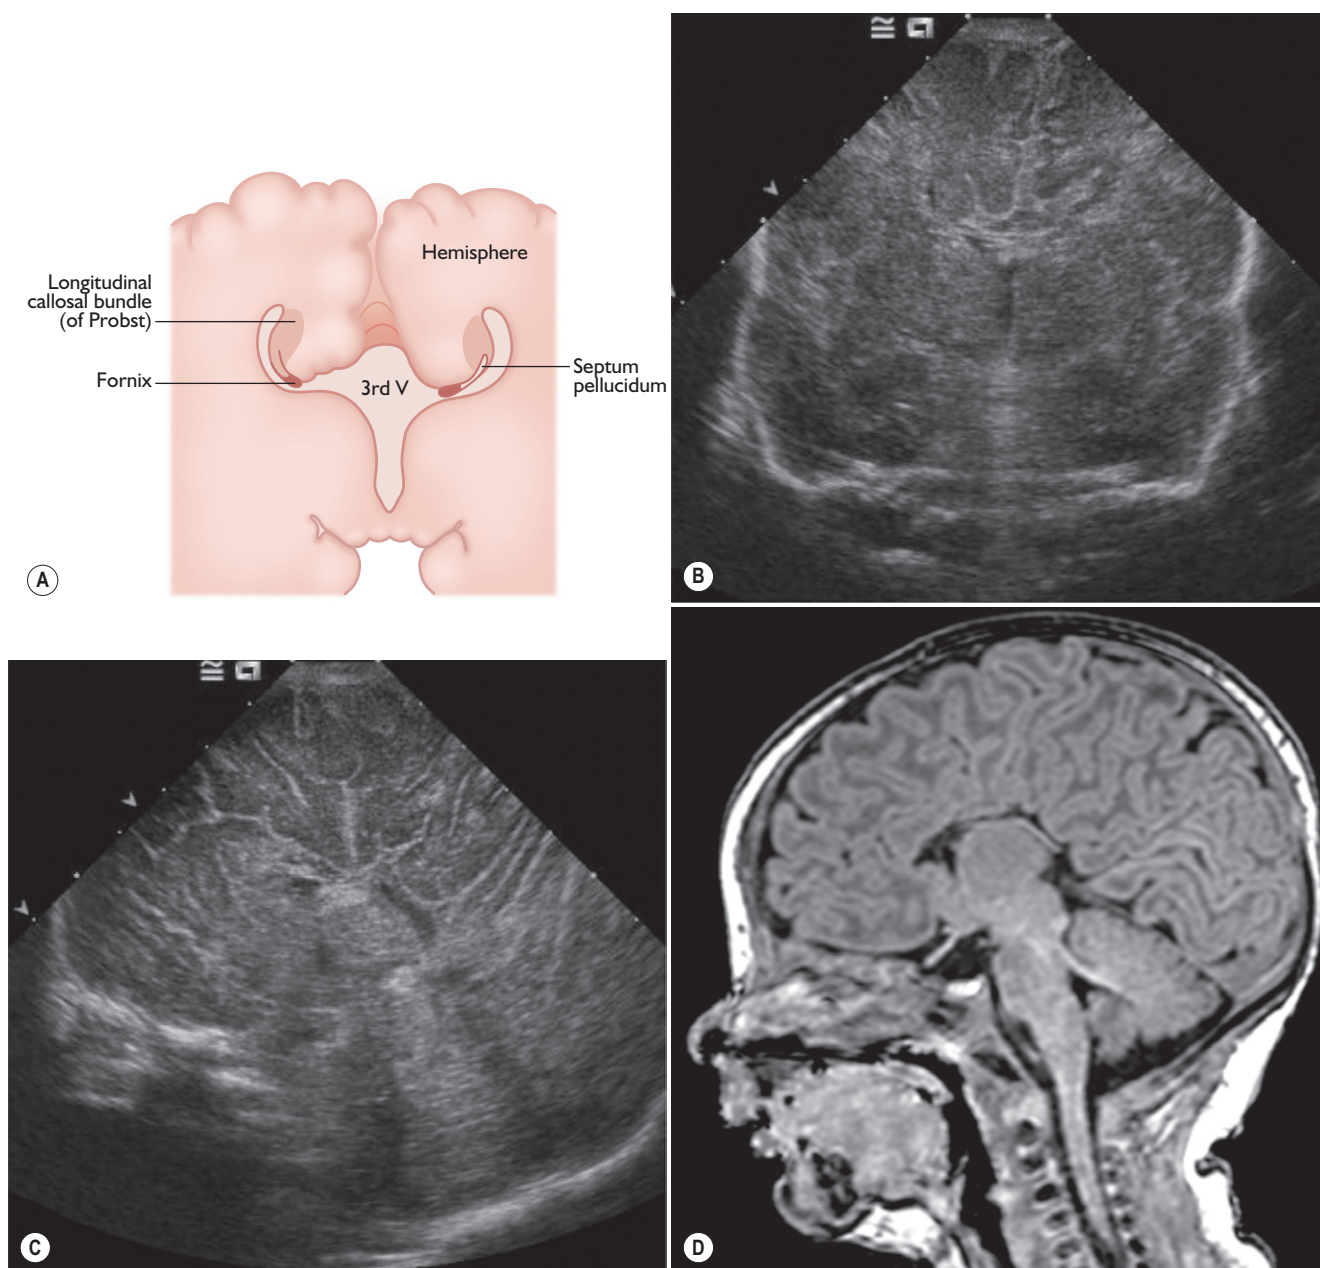 Hemisphere
Longitudinal
callosal bundle
(of Probst)
Fornix
3rd V
Septum
pellucidum
A
B
C
D